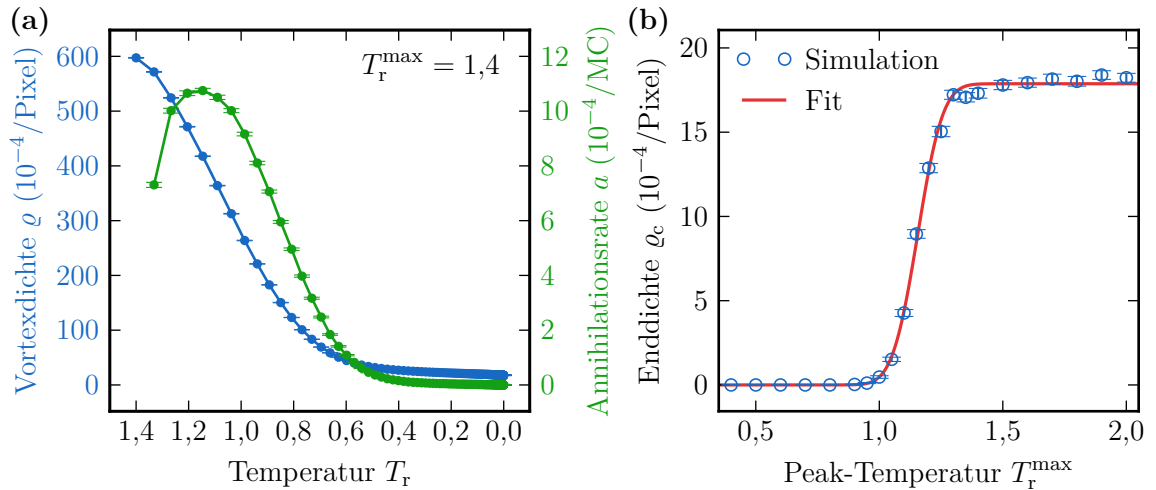 (a)
T_r^max = 1,4
Vortexdichte ϱ (10⁻⁴/Pixel)
600
500
400
300
200
100
0
Annihilationsrate a (10⁻⁴/MC)
12
10
8
6
4
2
0
1,4 1,2 1,0 0,8 0,6 0,4 0,2 0,0
Temperatur T_r
(b)
Simulation
Fit
Enddichte ϱ_c (10⁻⁴/Pixel)
20
15
10
5
0
0,5 1,0 1,5 2,0
Peak-Temperatur T_r^max